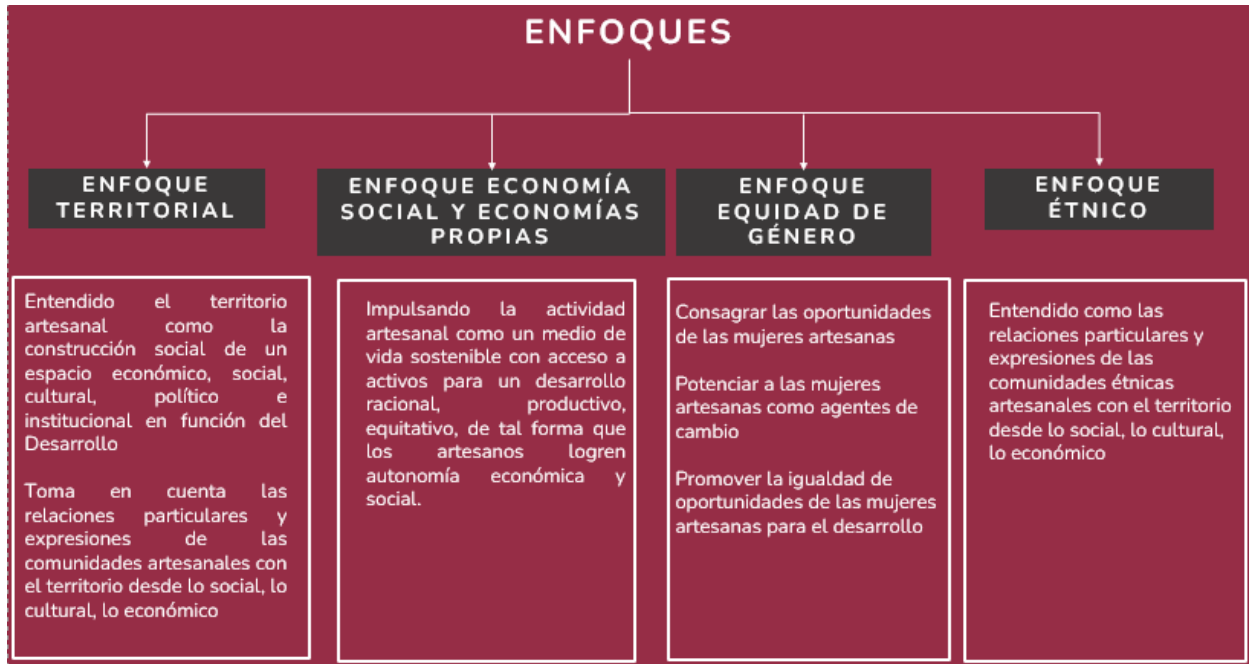 ENFOQUES
ENFOQUE
TERRITORIAL
Entendido el territorio
artesanal como la
construcción social de un
espacio económico, social,
cultural, político e
institucional en función del
Desarrollo
Toma en cuenta las
relaciones particulares y
expresiones de las
comunidades artesanales con
el territorio desde lo social, lo
cultural, lo económico
ENFOQUE ECONOMÍA
SOCIAL Y ECONOMÍAS
PROPIAS
Impulsando la actividad
artesanal como un medio de
vida sostenible con acceso a
activos para un desarrollo
racional, productivo,
equitativo, de tal forma que
los artesanos logren
autonomía económica y
social.
ENFOQUE
EQUIDAD DE
GÉNERO
Consagrar las oportunidades
de las mujeres artesanas
Potenciar a las mujeres
artesanas como agentes de
cambio
Promover la igualdad de
oportunidades de las mujeres
artesanas para el desarrollo
ENFOQUE
ÉTNICO
Entendido como las
relaciones particulares y
expresiones de las
comunidades étnicas
artesanales con el territorio
desde lo social, lo cultural,
lo económico